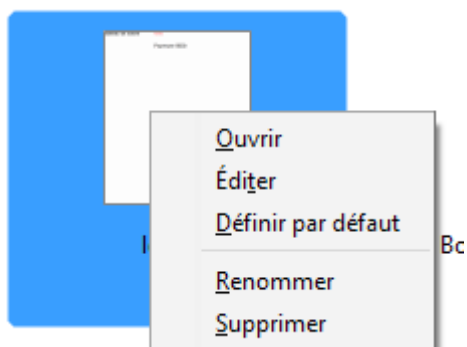 Ouvrir
Éditer
Définir par défaut
Renommer
Supprimer